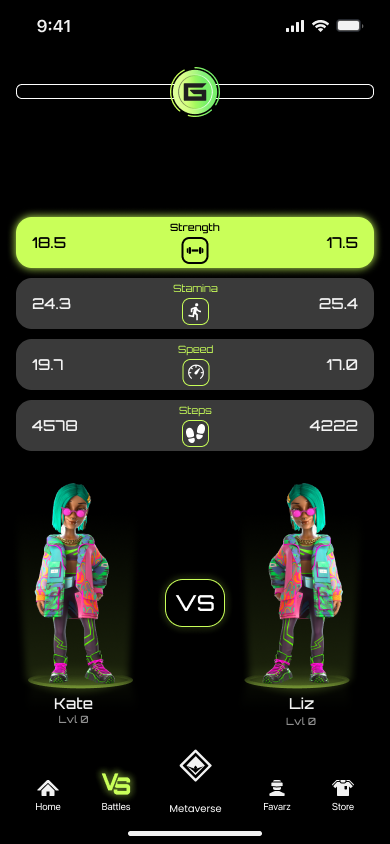 9:41
G
Strength
18.5 17.5
Stamina
24.3 25.4
Speed
19.7 17.0
Steps
4578 4222
VS
Kate Liz
Lvl 0 Lvl 0
VS
Home Battles Metaverse Favarz Store